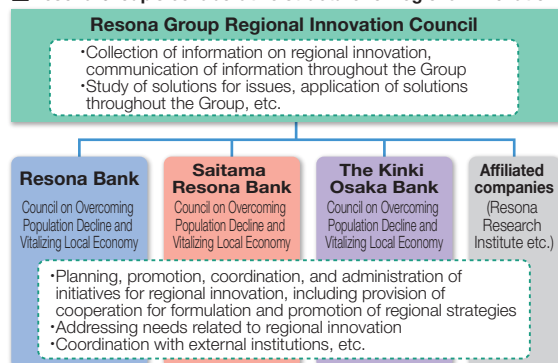 Resona Group Regional Innovation Council
・Collection of information on regional innovation,
communication of information throughout the Group
・Study of solutions for issues, application of solutions
throughout the Group, etc.
Resona Bank
Council on Overcoming
Population Decline and
Vitalizing Local Economy
Saitama
Resona Bank
Council on Overcoming
Population Decline and
Vitalizing Local Economy
The Kinki
Osaka Bank
Council on Overcoming
Population Decline and
Vitalizing Local Economy
Affiliated
companies
(Resona
Research
Institute etc.)
・Planning, promotion, coordination, and administration of
initiatives for regional innovation, including provision of
cooperation for formulation and promotion of regional strategies
・Addressing needs related to regional innovation
・Coordination with external institutions, etc.